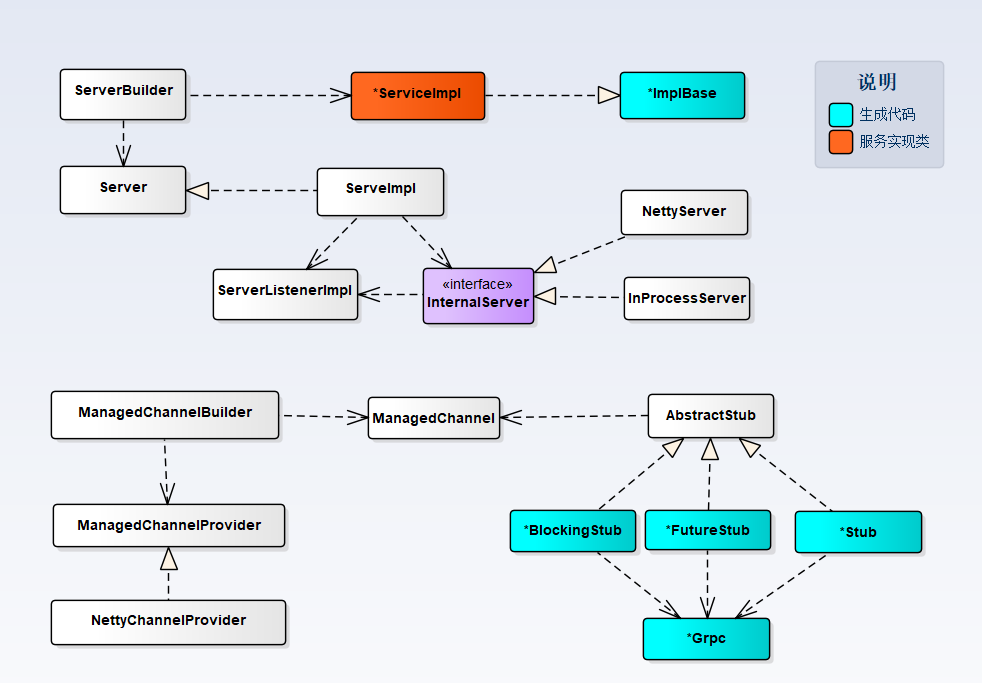 说明
生成代码
服务实现类
ServerBuilder
*ServiceImpl
*ImplBase
Server
ServeImpl
NettyServer
ServerListenerImpl
«interface»
InternalServer
InProcessServer
ManagedChannelBuilder
ManagedChannel
AbstractStub
ManagedChannelProvider
*BlockingStub
*FutureStub
*Stub
NettyChannelProvider
*Grpc